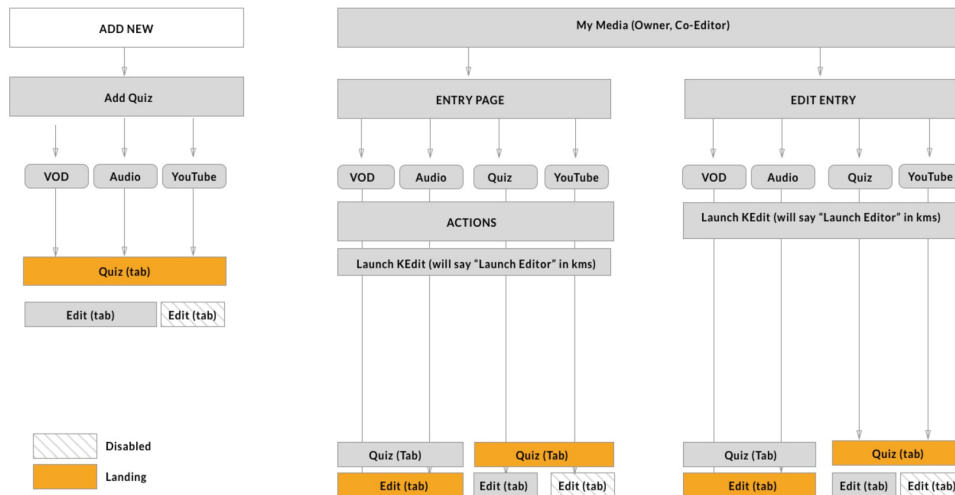 ADD NEW
Add Quiz
VOD
Audio
YouTube
Quiz (tab)
Edit (tab)
Edit (tab)
Disabled
Landing
My Media (Owner, Co-Editor)
ENTRY PAGE
VOD
Audio
Quiz
YouTube
ACTIONS
Launch KEdit (will say “Launch Editor” in kms)
Quiz (Tab)
Quiz (Tab)
Edit (tab)
Edit (tab)
Edit (tab)
EDIT ENTRY
VOD
Audio
Quiz
YouTube
Launch KEdit (will say “Launch Editor” in kms)
Quiz (Tab)
Quiz (tab)
Edit (tab)
Edit (tab)
Edit (tab)